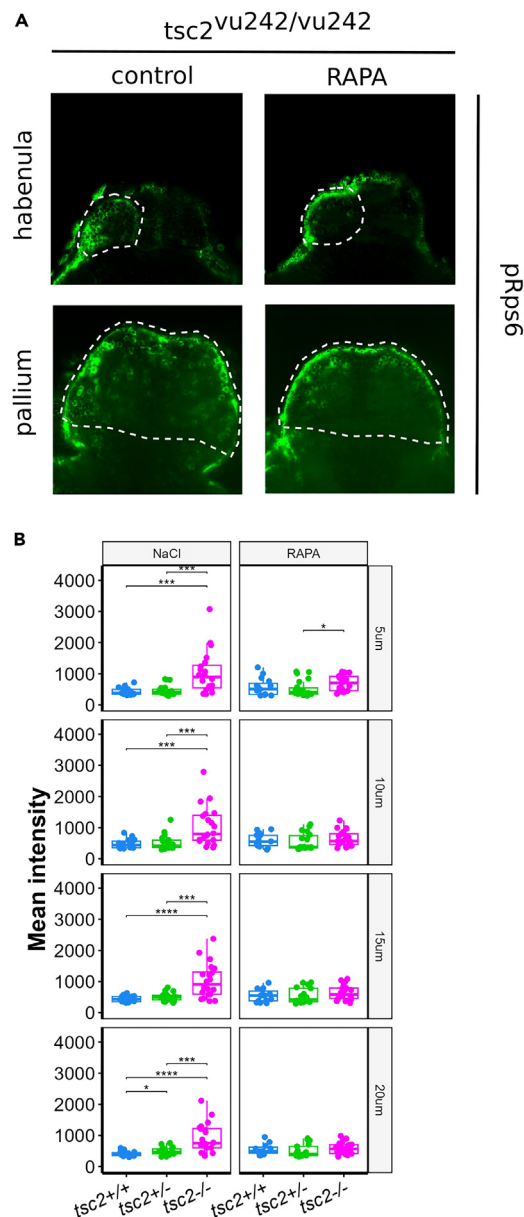 A
tsc2vu242/vu242
control RAPA
habenula
pallium
pRps6
B
NaCl RAPA
Mean intensity
4000
3000
2000
1000
0
***
***
*
5um
4000
3000
2000
1000
0
***
***
10um
4000
3000
2000
1000
0
***
****
15um
4000
3000
2000
1000
0
***
****
*
20um
tsc2+/+ tsc2+/- tsc2-/- tsc2+/+ tsc2+/- tsc2-/-